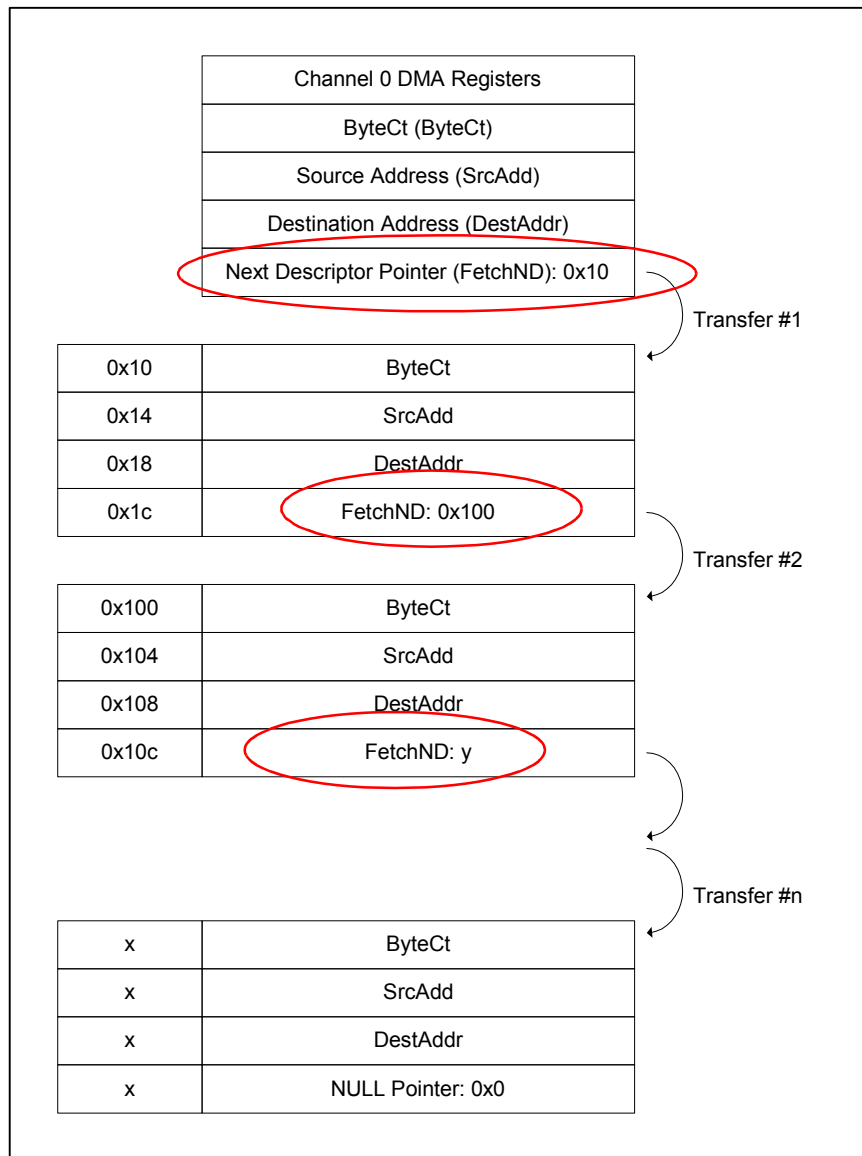 Channel 0 DMA Registers
ByteCt (ByteCt)
Source Address (SrcAdd)
Destination Address (DestAddr)
Next Descriptor Pointer (FetchND): 0x10
Transfer #1
0x10 ByteCt
0x14 SrcAdd
0x18 DestAddr
0x1c FetchND: 0x100
Transfer #2
0x100 ByteCt
0x104 SrcAdd
0x108 DestAddr
0x10c FetchND: y
Transfer #n
x ByteCt
x SrcAdd
x DestAddr
x NULL Pointer: 0x0